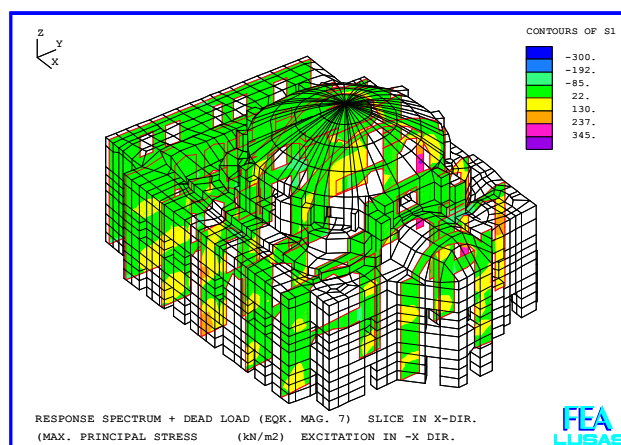 Z
Y
X
CONTOURS OF S1
-300.
-192.
-85.
22.
130.
237.
345.
RESPONSE SPECTRUM + DEAD LOAD (EQK. MAG. 7) SLICE IN X-DIR.
(MAX. PRINCIPAL STRESS (kN/m2) EXCITATION IN -X DIR.
FEA
LUSAS